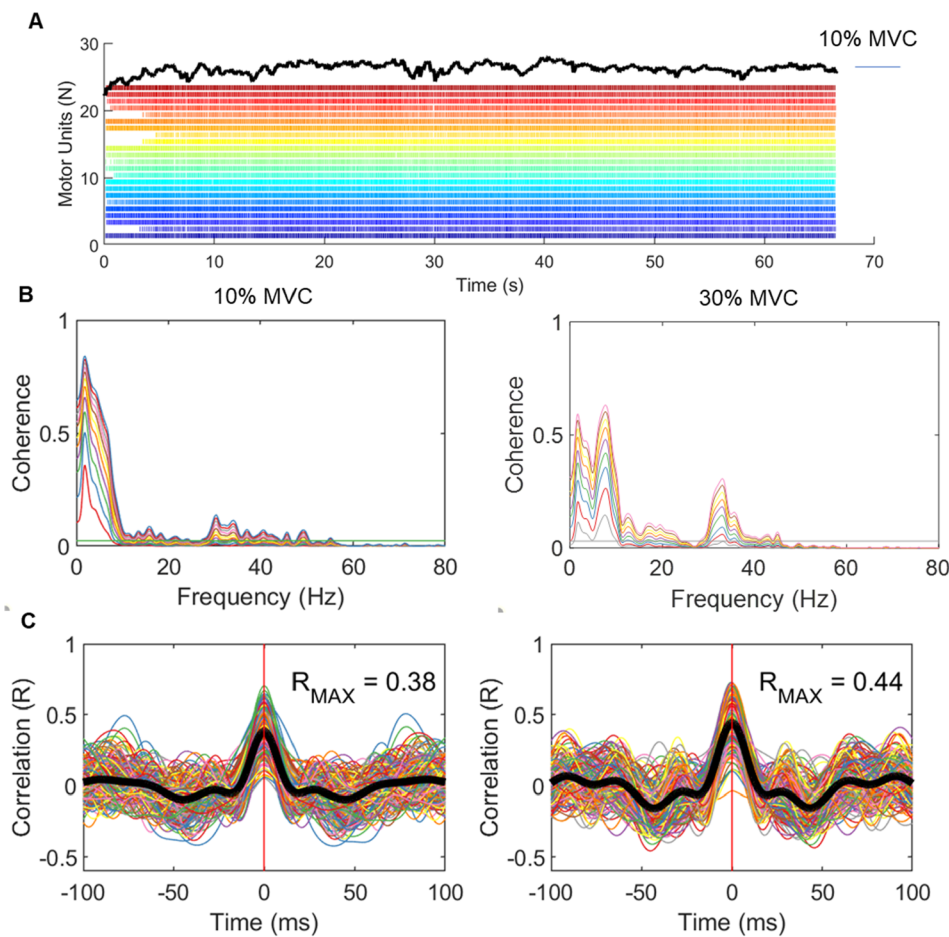 A
10% MVC
30
20
10
0
Motor Units (N)
0 10 20 30 40 50 60 70
Time (s)
B
10% MVC
30% MVC
1
0.5
0
Coherence
0 20 40 60 80
Frequency (Hz)
1
0.5
0
Coherence
0 20 40 60 80
Frequency (Hz)
C
1
0.5
0
-0.5
Correlation (R)
RMAX = 0.38
-100 -50 0 50 100
Time (ms)
1
0.5
0
-0.5
Correlation (R)
RMAX = 0.44
-100 -50 0 50 100
Time (ms)